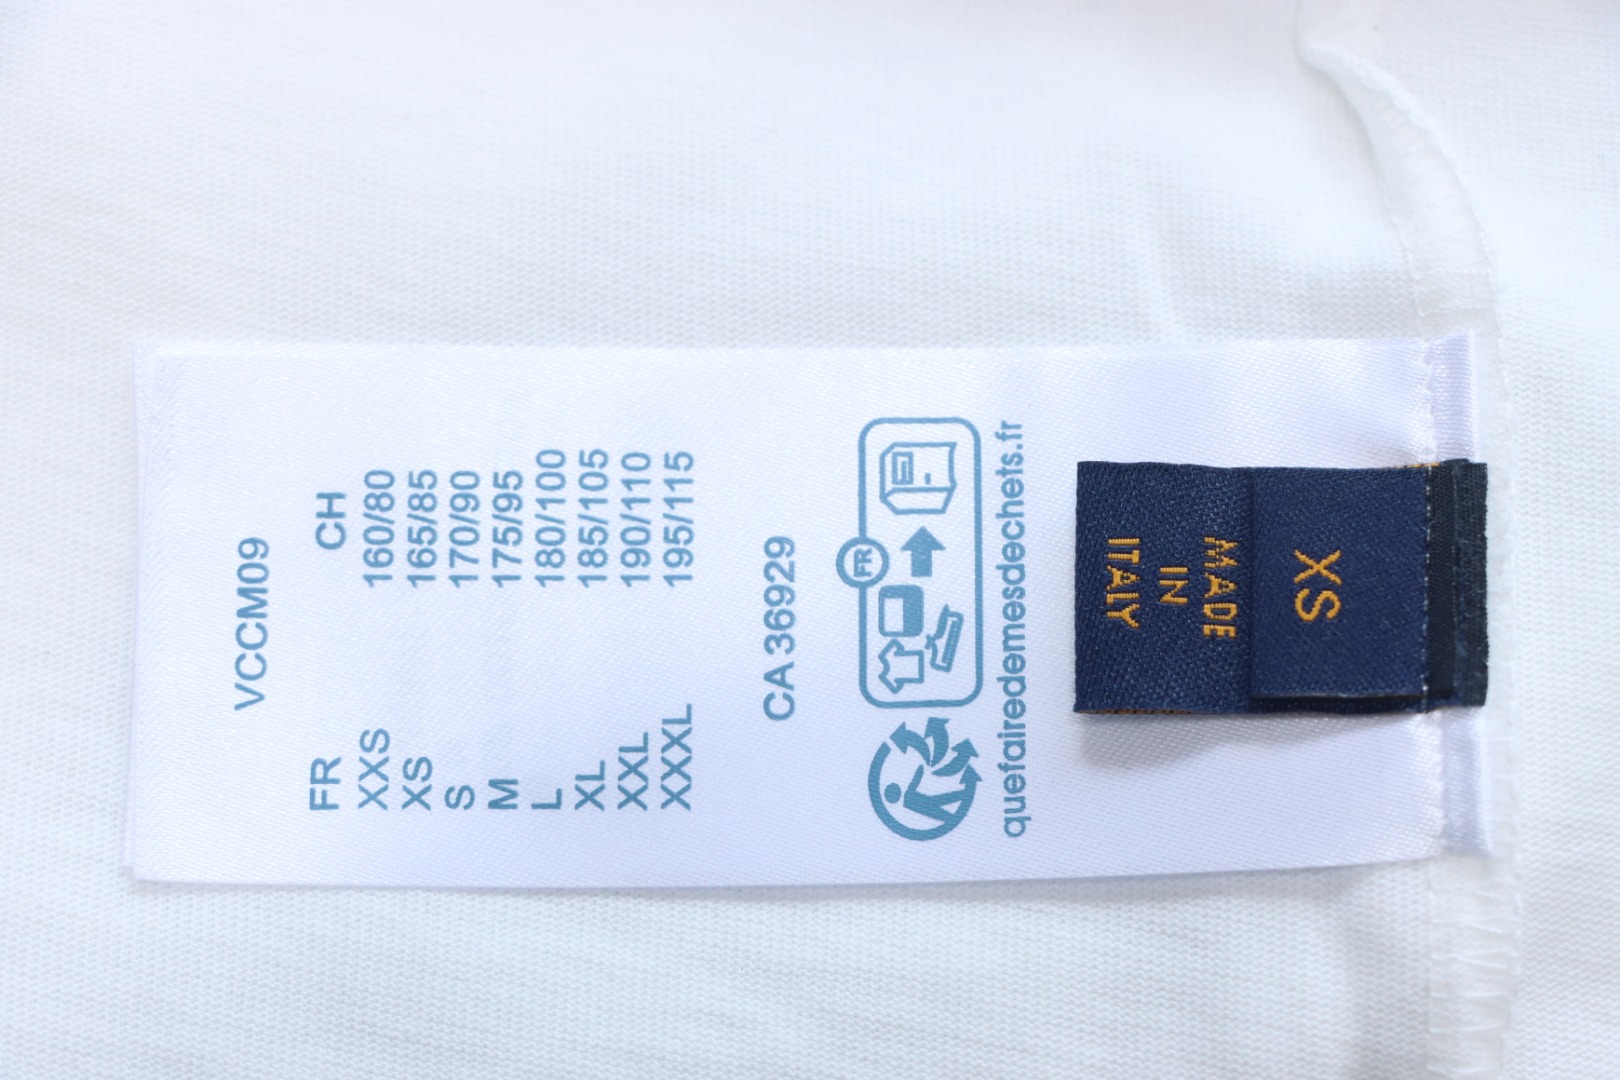 VCCM09
FR CH
XXS 160/80
XS 165/85
S 170/90
M 175/95
L 180/100
XL 185/105
XXL 190/110
XXXL 195/115
CA 36929
FR
quefairedemesdechets.fr
XS
MADE
IN
ITALY